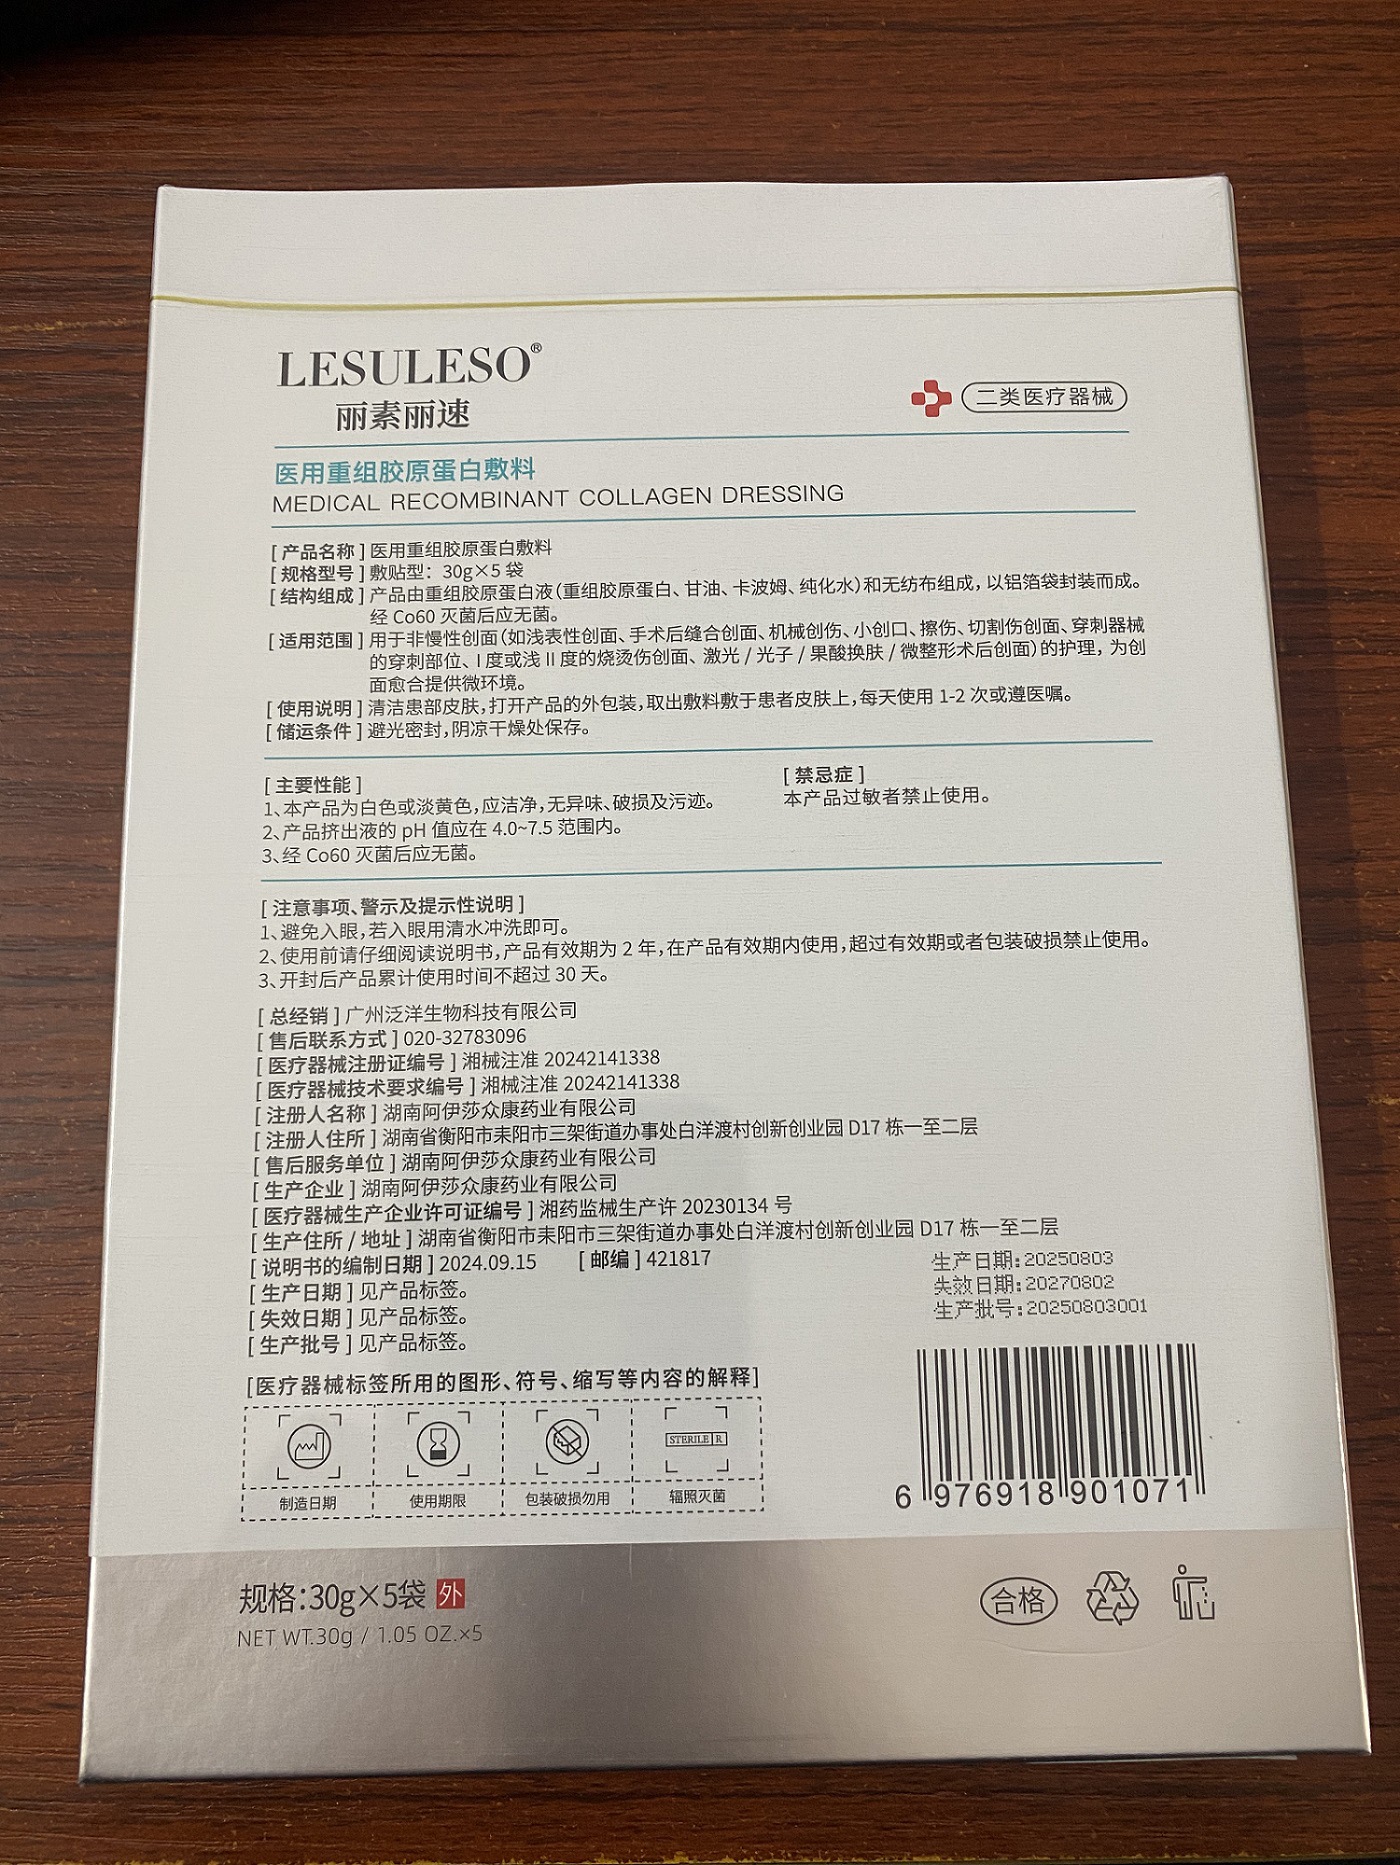 LESULESO®
丽素丽速
二类医疗器械
医用重组胶原蛋白敷料
MEDICAL RECOMBINANT COLLAGEN DRESSING
[ 产品名称 ] 医用重组胶原蛋白敷料
[ 规格型号 ] 敷贴型：30g×5 袋
[ 结构组成 ] 产品由重组胶原蛋白液（重组胶原蛋白、甘油、卡波姆、纯化水）和无纺布组成，以铝箔袋封装而成。
经 Co60 灭菌后应无菌。
[ 适用范围 ] 用于非慢性创面（如浅表性创面、手术后缝合创面、机械创伤、小创口、擦伤、切割伤创面、穿刺器械
的穿刺部位、I 度或浅 II 度的烧烫伤创面、激光 / 光子 / 果酸换肤 / 微整形术后创面）的护理，为创
面愈合提供微环境。
[ 使用说明 ] 清洁患部皮肤，打开产品的外包装，取出敷料敷于患者皮肤上，每天使用 1-2 次或遵医嘱。
[ 储运条件 ] 避光密封，阴凉干燥处保存。
[ 主要性能 ]
1、本产品为白色或淡黄色，应洁净，无异味、破损及污迹。
2、产品挤出液的 pH 值应在 4.0~7.5 范围内。
3、经 Co60 灭菌后应无菌。
[ 禁忌症 ]
本产品过敏者禁止使用。
[ 注意事项、警示及提示性说明 ]
1、避免入眼，若入眼用清水冲洗即可。
2、使用前请仔细阅读说明书，产品有效期为 2 年，在产品有效期内使用，超过有效期或者包装破损禁止使用。
3、开封后产品累计使用时间不超过 30 天。
[ 总经销 ] 广州泛洋生物科技有限公司
[ 售后联系方式 ] 020-32783096
[ 医疗器械注册证编号 ] 湘械注准 20242141338
[ 医疗器械技术要求编号 ] 湘械注准 20242141338
[ 注册人名称 ] 湖南阿伊莎众康药业有限公司
[ 注册人住所 ] 湖南省衡阳市耒阳市三架街道办事处白洋渡村创新创业园 D17 栋一至二层
[ 售后服务单位 ] 湖南阿伊莎众康药业有限公司
[ 生产企业 ] 湖南阿伊莎众康药业有限公司
[ 医疗器械生产企业许可证编号 ] 湘药监械生产许 20230134 号
[ 生产住所 / 地址 ] 湖南省衡阳市耒阳市三架街道办事处白洋渡村创新创业园 D17 栋一至二层
[ 说明书的编制日期 ] 2024.09.15 [ 邮编 ] 421817
[ 生产日期 ] 见产品标签。
[ 失效日期 ] 见产品标签。
[ 生产批号 ] 见产品标签。
生产日期:20250803
失效日期:20270802
生产批号:20250803001
[医疗器械标签所用的图形、符号、缩写等内容的解释]
STERILE R
制造日期 使用期限 包装破损勿用 辐照灭菌
6 976918 901071
规格:30g×5袋 外
NET WT.30g / 1.05 OZ.×5
合格